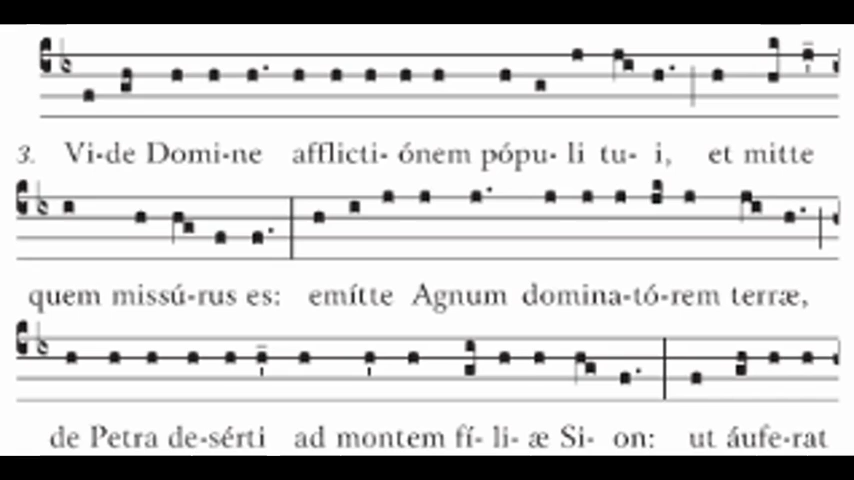 3. Vi-de Domi-ne afflicti-ónem pópu-li tu-i, et mitte
quem missú-rus es: emítte Agnum domina-tó-rem terræ,
de Petra de-sérti ad montem fí-li-æ Si-on: ut áufe-rat